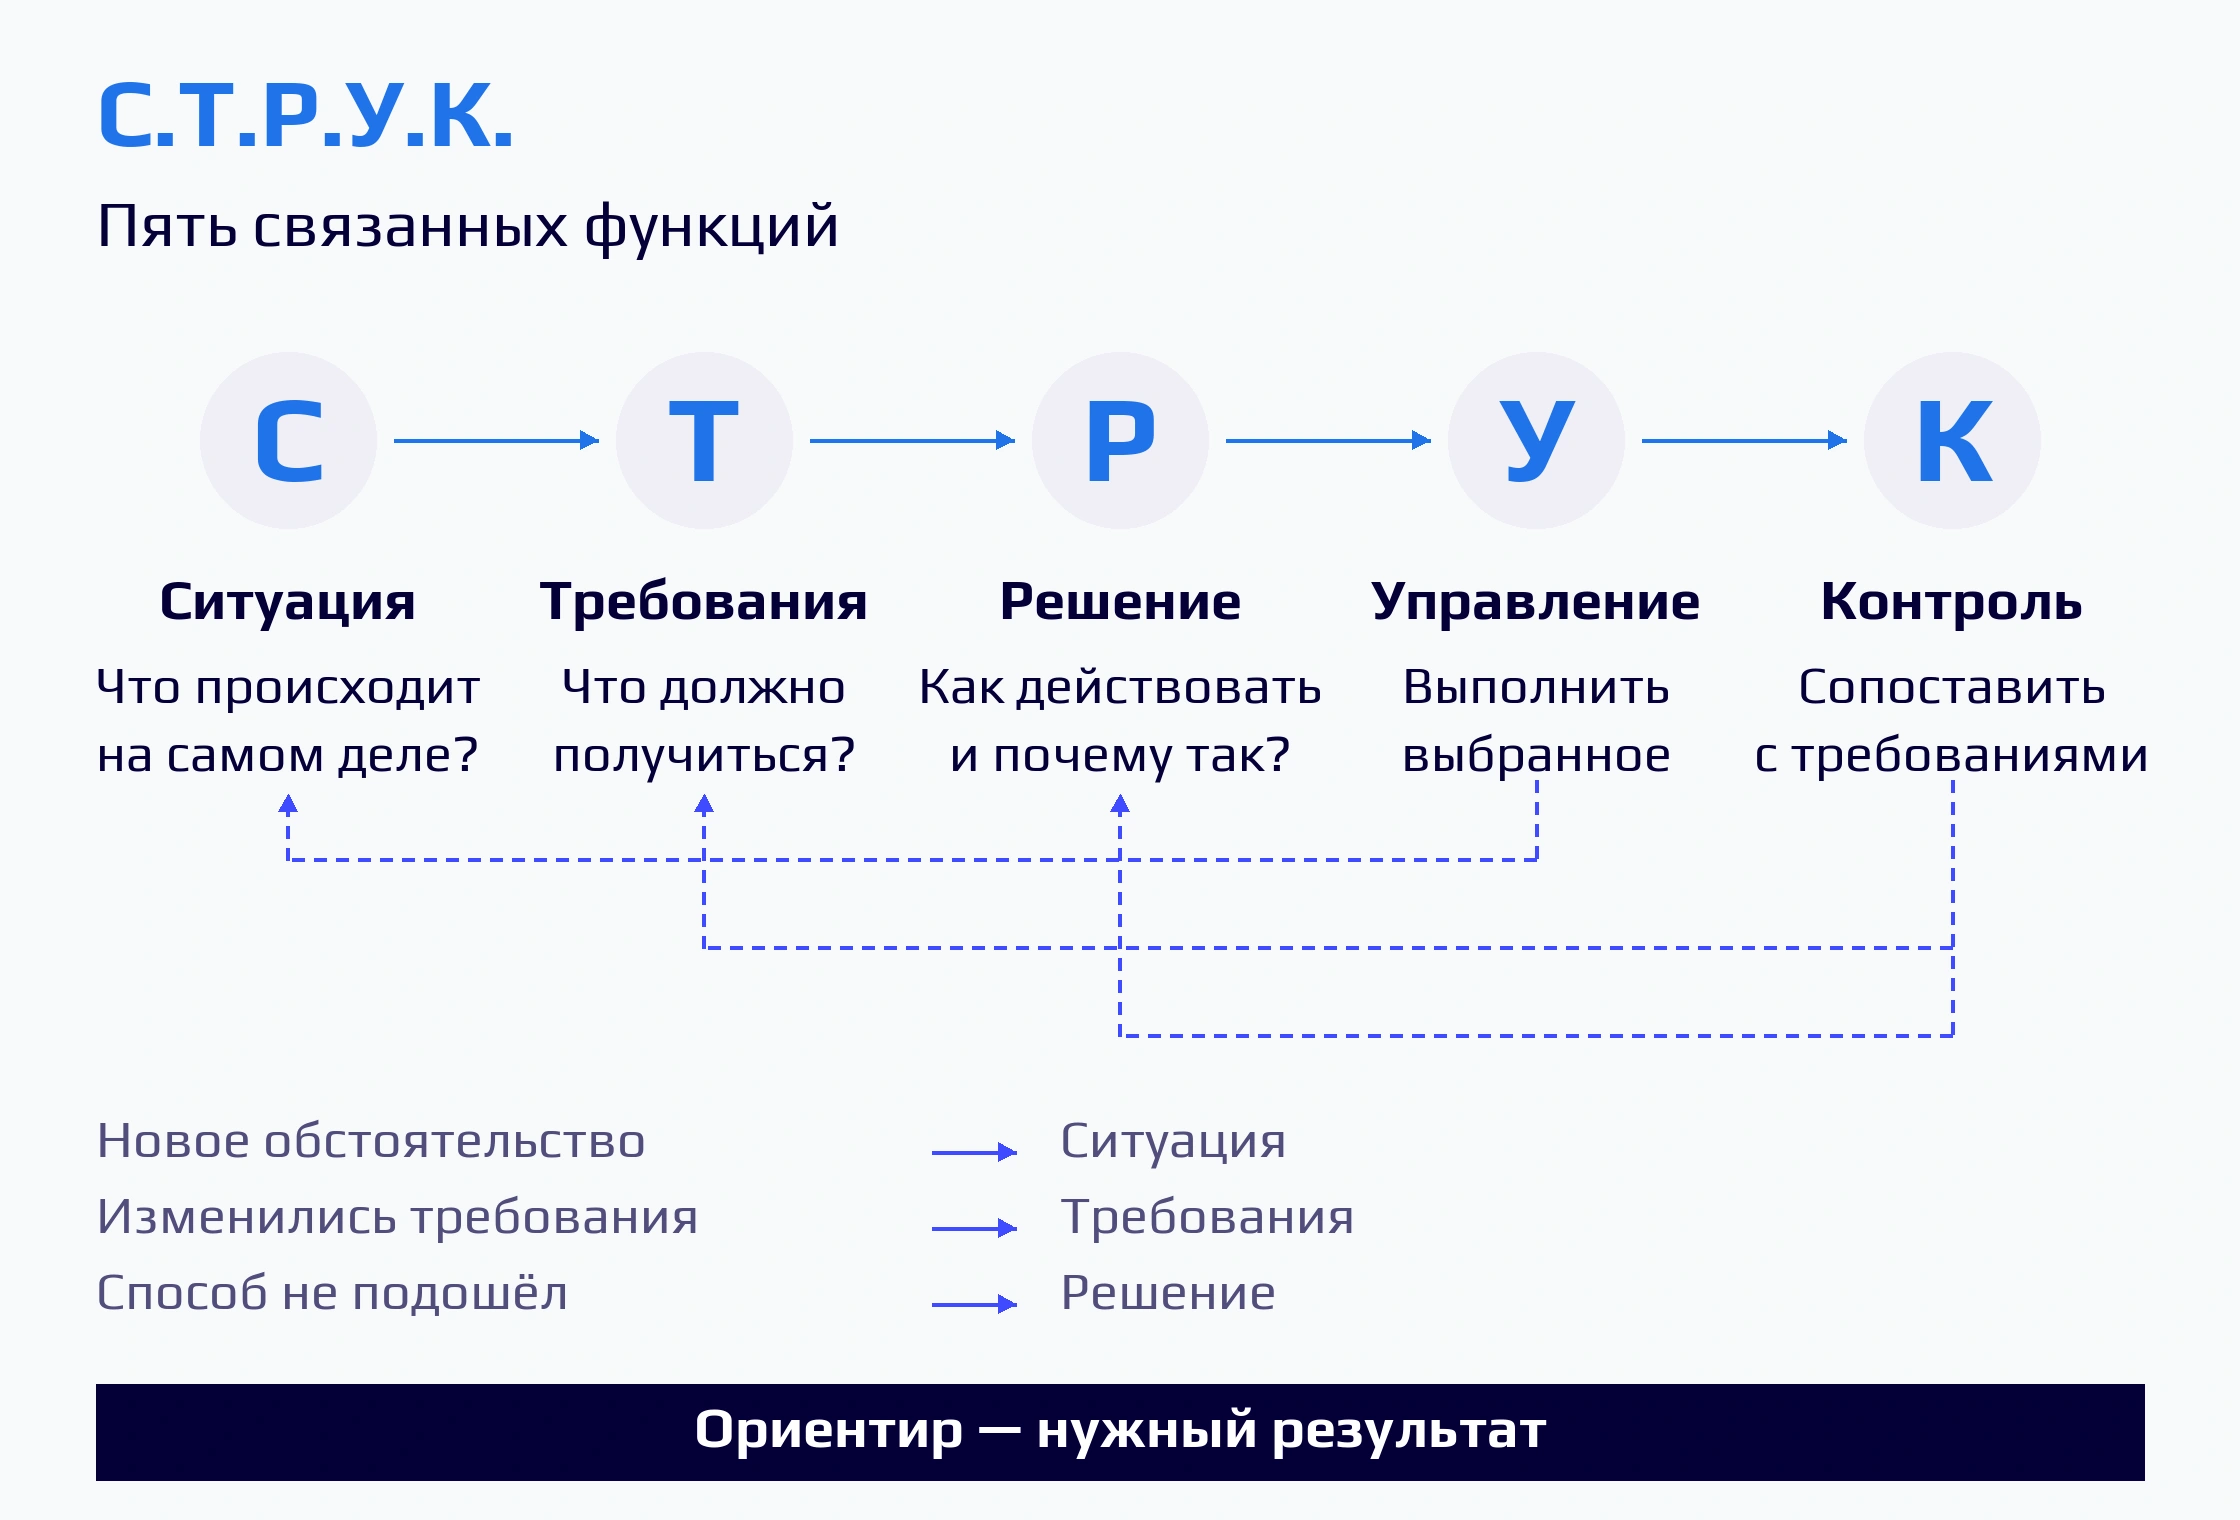 С.Т.Р.У.К.
Пять связанных функций
С Т Р У К
Ситуация
Что происходит
на самом деле?
Требования
Что должно
получиться?
Решение
Как действовать
и почему так?
Управление
Выполнить
выбранное
Контроль
Сопоставить
с требованиями
Новое обстоятельство Ситуация
Изменились требования Требования
Способ не подошёл Решение
Ориентир — нужный результат